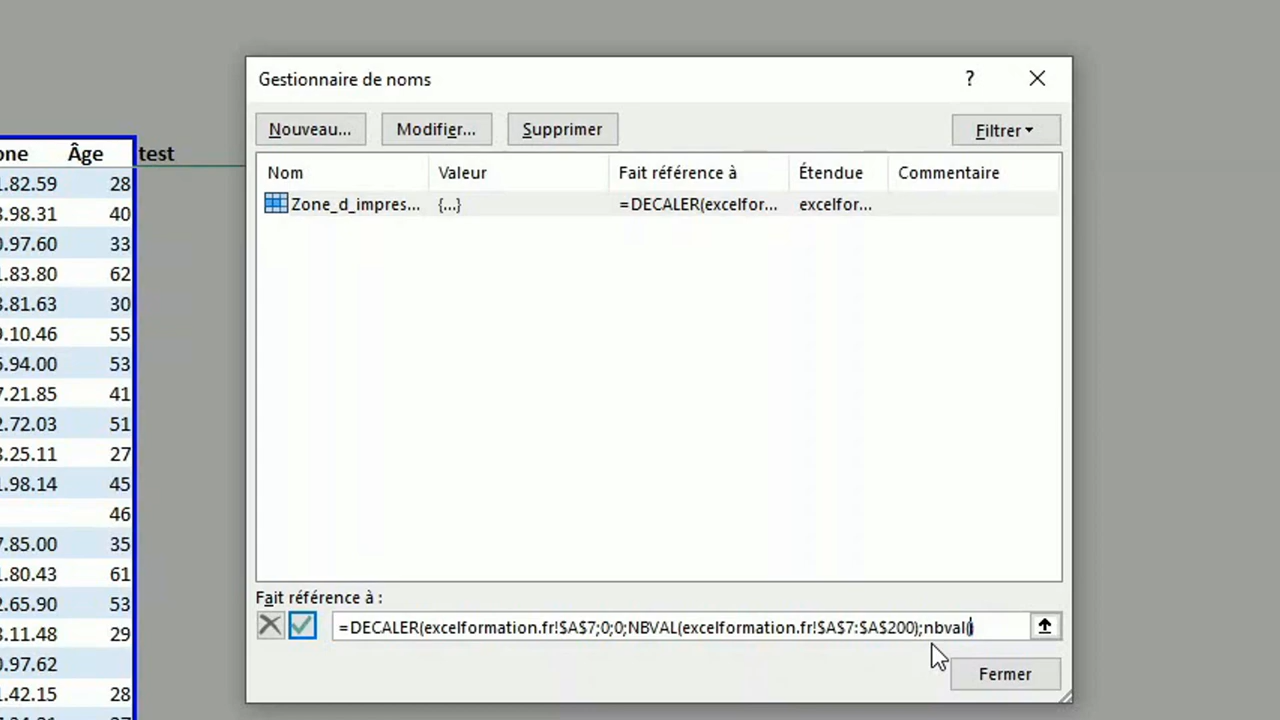 Gestionnaire de noms
?
Nouveau...
Modifier...
Supprimer
Filtrer
Nom Valeur Fait référence à Étendue Commentaire
Zone_d_impres... {...} =DECALER(excelfor... excelfor...
Fait référence à :
=DECALER(excelformation.fr!$A$7;0;0;NBVAL(excelformation.fr!$A$7:$A$200);nbval(
Fermer
one Âge test
.82.59 28
.98.31 40
.97.60 33
.83.80 62
.81.63 30
.10.46 55
.94.00 53
.21.85 41
.72.03 51
.25.11 27
.98.14 45
46
.85.00 35
.80.43 61
.65.90 53
.11.48 29
.97.62
.42.15 28